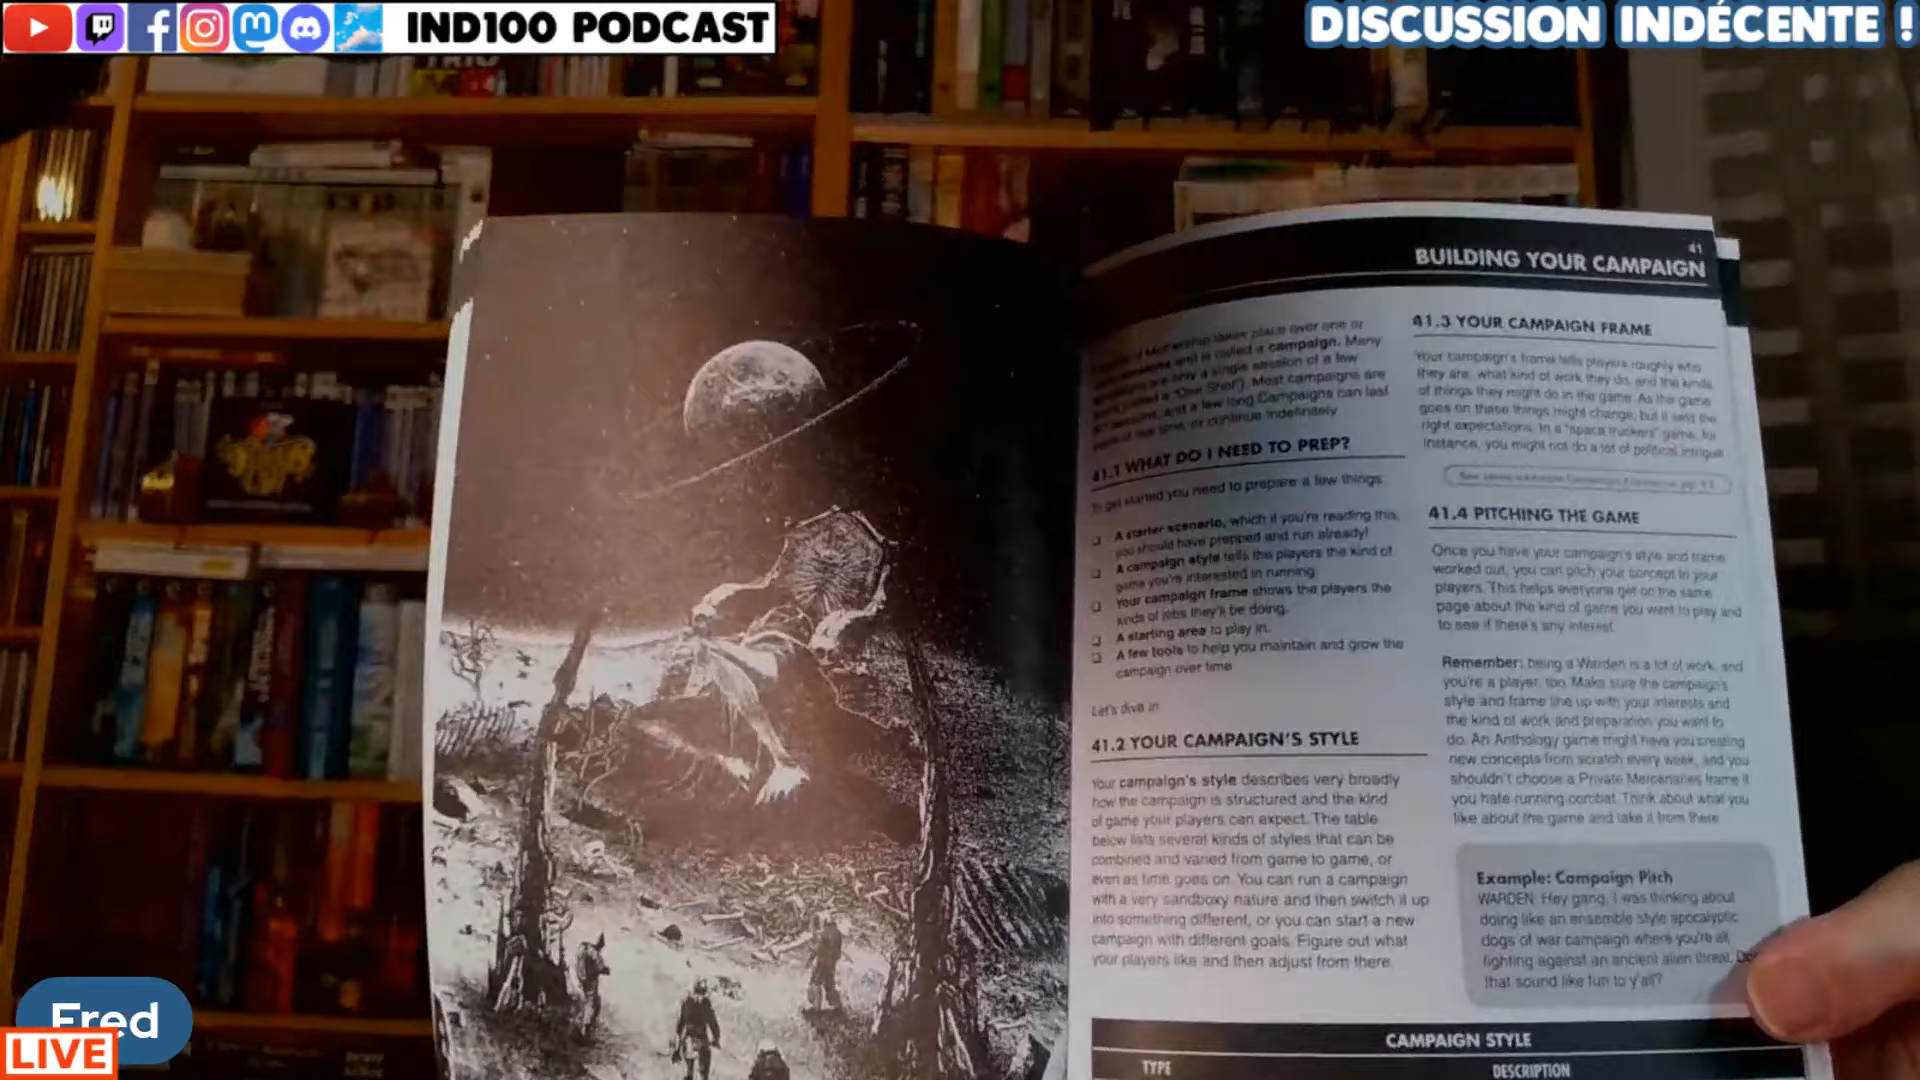 IND100 PODCAST
DISCUSSION INDÉCENTE !
41
BUILDING YOUR CAMPAIGN
of Mothership takes place over one or
and is called a campaign. Many
are only a single session of a few
a "One Shot"). Most campaigns are
sessions, and a few long Campaigns can last
years of real time, or continue indefinitely.
41.1 WHAT DO I NEED TO PREP?
To get started you need to prepare a few things:
❏ A starter scenario, which if you're reading this,
you should have prepped and run already!
❏ A campaign style tells the players the kind of
game you're interested in running.
❏ Your campaign frame shows the players the
kinds of jobs they'll be doing.
❏ A starting area to play in.
❏ A few tools to help you maintain and grow the
campaign over time
Let's dive in
41.2 YOUR CAMPAIGN'S STYLE
Your campaign's style describes very broadly
how the campaign is structured and the kind
of game your players can expect. The table
below lists several kinds of styles that can be
combined and varied from game to game, or
even as time goes on. You can run a campaign
with a very sandboxy nature and then switch it up
into something different, or you can start a new
campaign with different goals. Figure out what
your players like and then adjust from there.
41.3 YOUR CAMPAIGN FRAME
Your campaign's frame tells players roughly who
they are, what kind of work they do, and the kinds
of things they might do in the game. As the game
goes on these things might change, but it sets the
right expectations. In a "space truckers" game, for
instance, you might not do a lot of political intrigue
41.4 PITCHING THE GAME
Once you have your campaign's style and frame
worked out, you can pitch your concept to your
players. This helps everyone get on the same
page about the kind of game you want to play and
to see if there's any interest.
Remember: being a Warden is a lot of work, and
you're a player, too. Make sure the campaign's
style and frame line up with your interests and
the kind of work and preparation you want to
do. An Anthology game might have you creating
new concepts from scratch every week, and you
shouldn't choose a Private Mercenaries frame if
you hate running combat. Think about what you
like about the game and take it from there.
Example: Campaign Pitch
WARDEN: Hey gang, I was thinking about
doing like an ensemble style apocalyptic
dogs of war campaign where you're all
fighting against an ancient alien threat. Do
that sound like fun to y'all?
CAMPAIGN STYLE
TYPE DESCRIPTION
Fred
LIVE